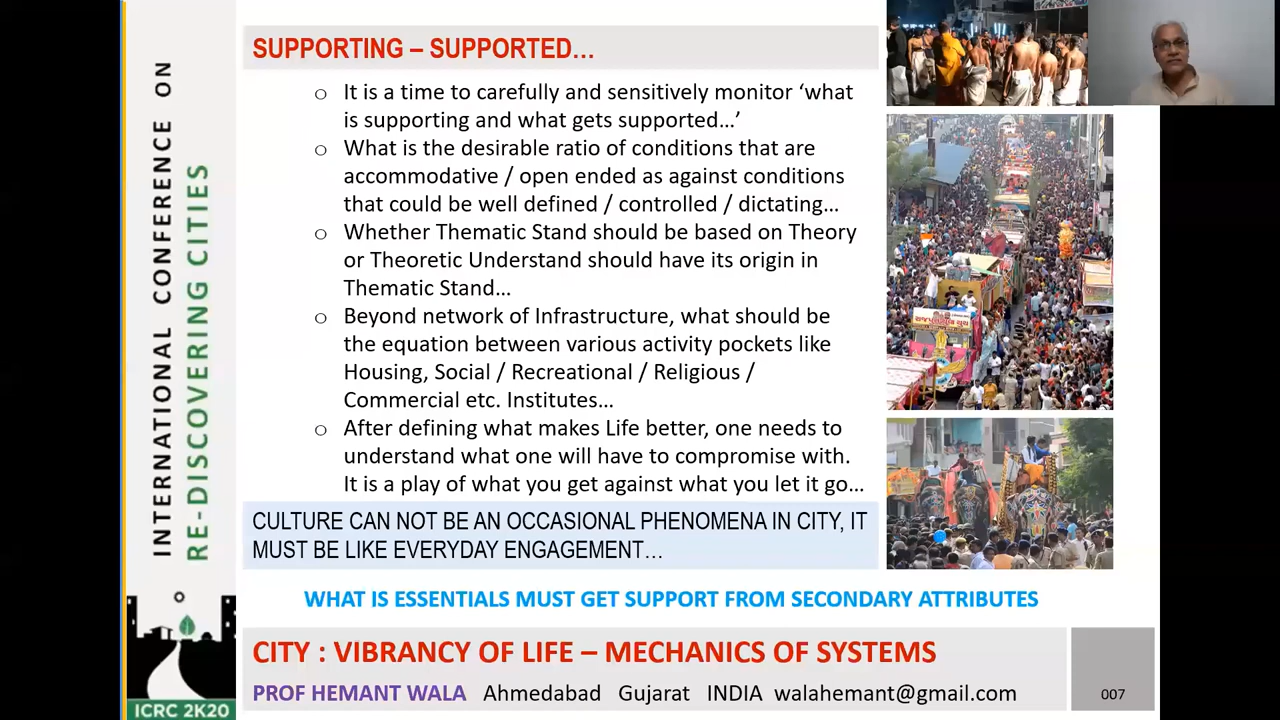 INTERNATIONAL CONFERENCE ON
RE-DISCOVERING CITIES
ICRC 2K20
SUPPORTING – SUPPORTED…
o It is a time to carefully and sensitively monitor ‘what
is supporting and what gets supported…’
o What is the desirable ratio of conditions that are
accommodative / open ended as against conditions
that could be well defined / controlled / dictating…
o Whether Thematic Stand should be based on Theory
or Theoretic Understand should have its origin in
Thematic Stand…
o Beyond network of Infrastructure, what should be
the equation between various activity pockets like
Housing, Social / Recreational / Religious /
Commercial etc. Institutes…
o After defining what makes Life better, one needs to
understand what one will have to compromise with.
It is a play of what you get against what you let it go…
CULTURE CAN NOT BE AN OCCASIONAL PHENOMENA IN CITY, IT
MUST BE LIKE EVERYDAY ENGAGEMENT…
WHAT IS ESSENTIALS MUST GET SUPPORT FROM SECONDARY ATTRIBUTES
CITY : VIBRANCY OF LIFE – MECHANICS OF SYSTEMS
PROF HEMANT WALA Ahmedabad Gujarat INDIA walahemant@gmail.com
007